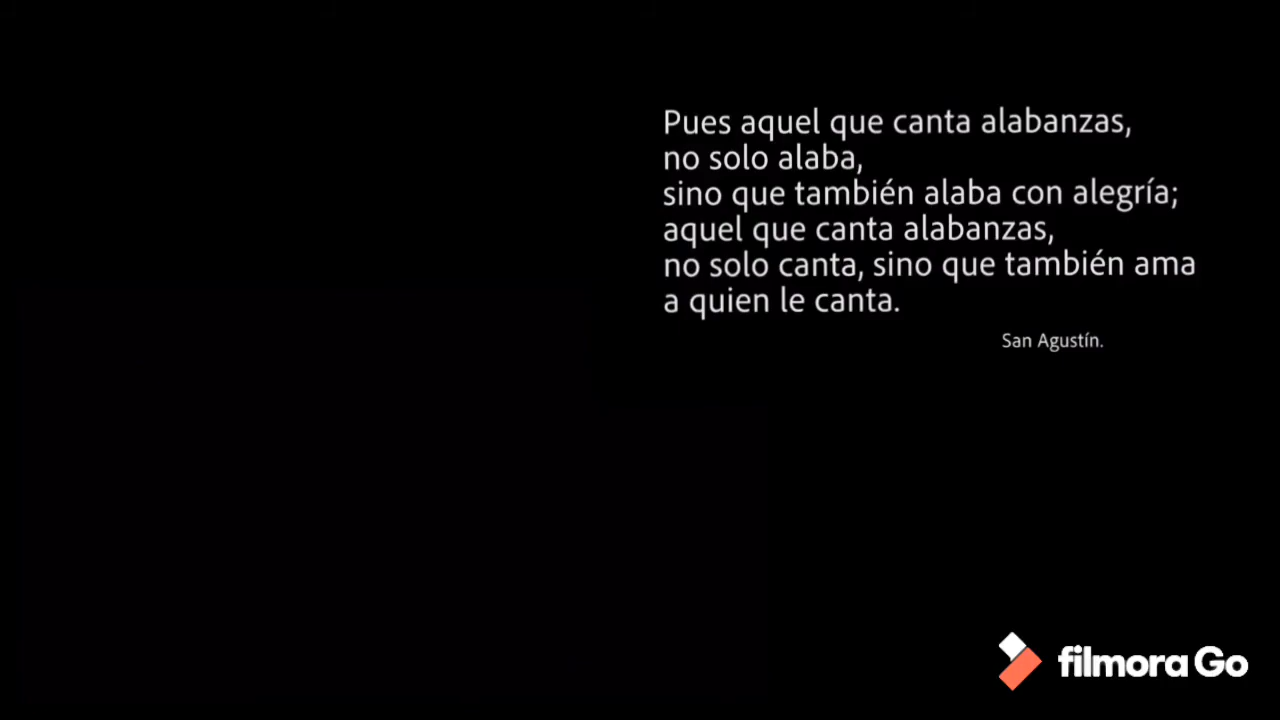 Pues aquel que canta alabanzas,
no solo alaba,
sino que también alaba con alegría;
aquel que canta alabanzas,
no solo canta, sino que también ama
a quien le canta.
San Agustín.
filmora Go